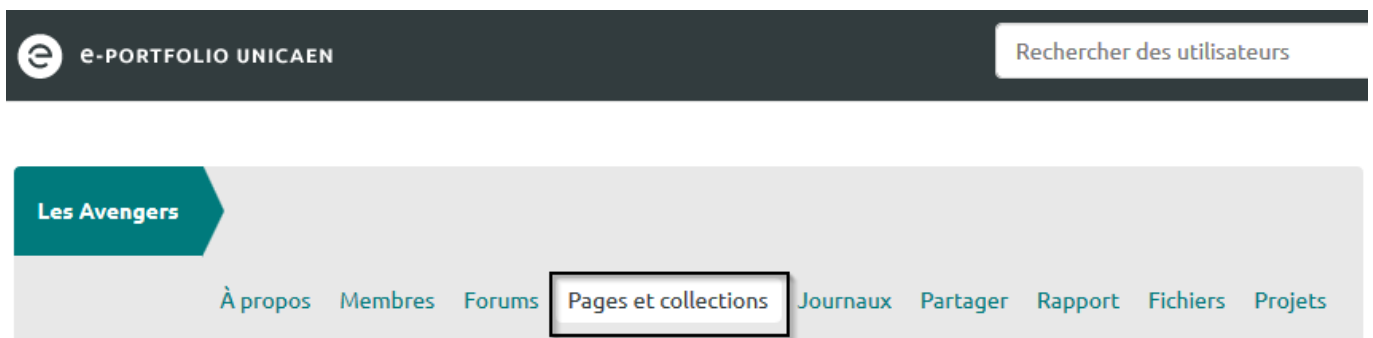 e e-PORTFOLIO UNICAEN
Rechercher des utilisateurs
Les Avengers
À propos Membres Forums Pages et collections Journaux Partager Rapport Fichiers Projets